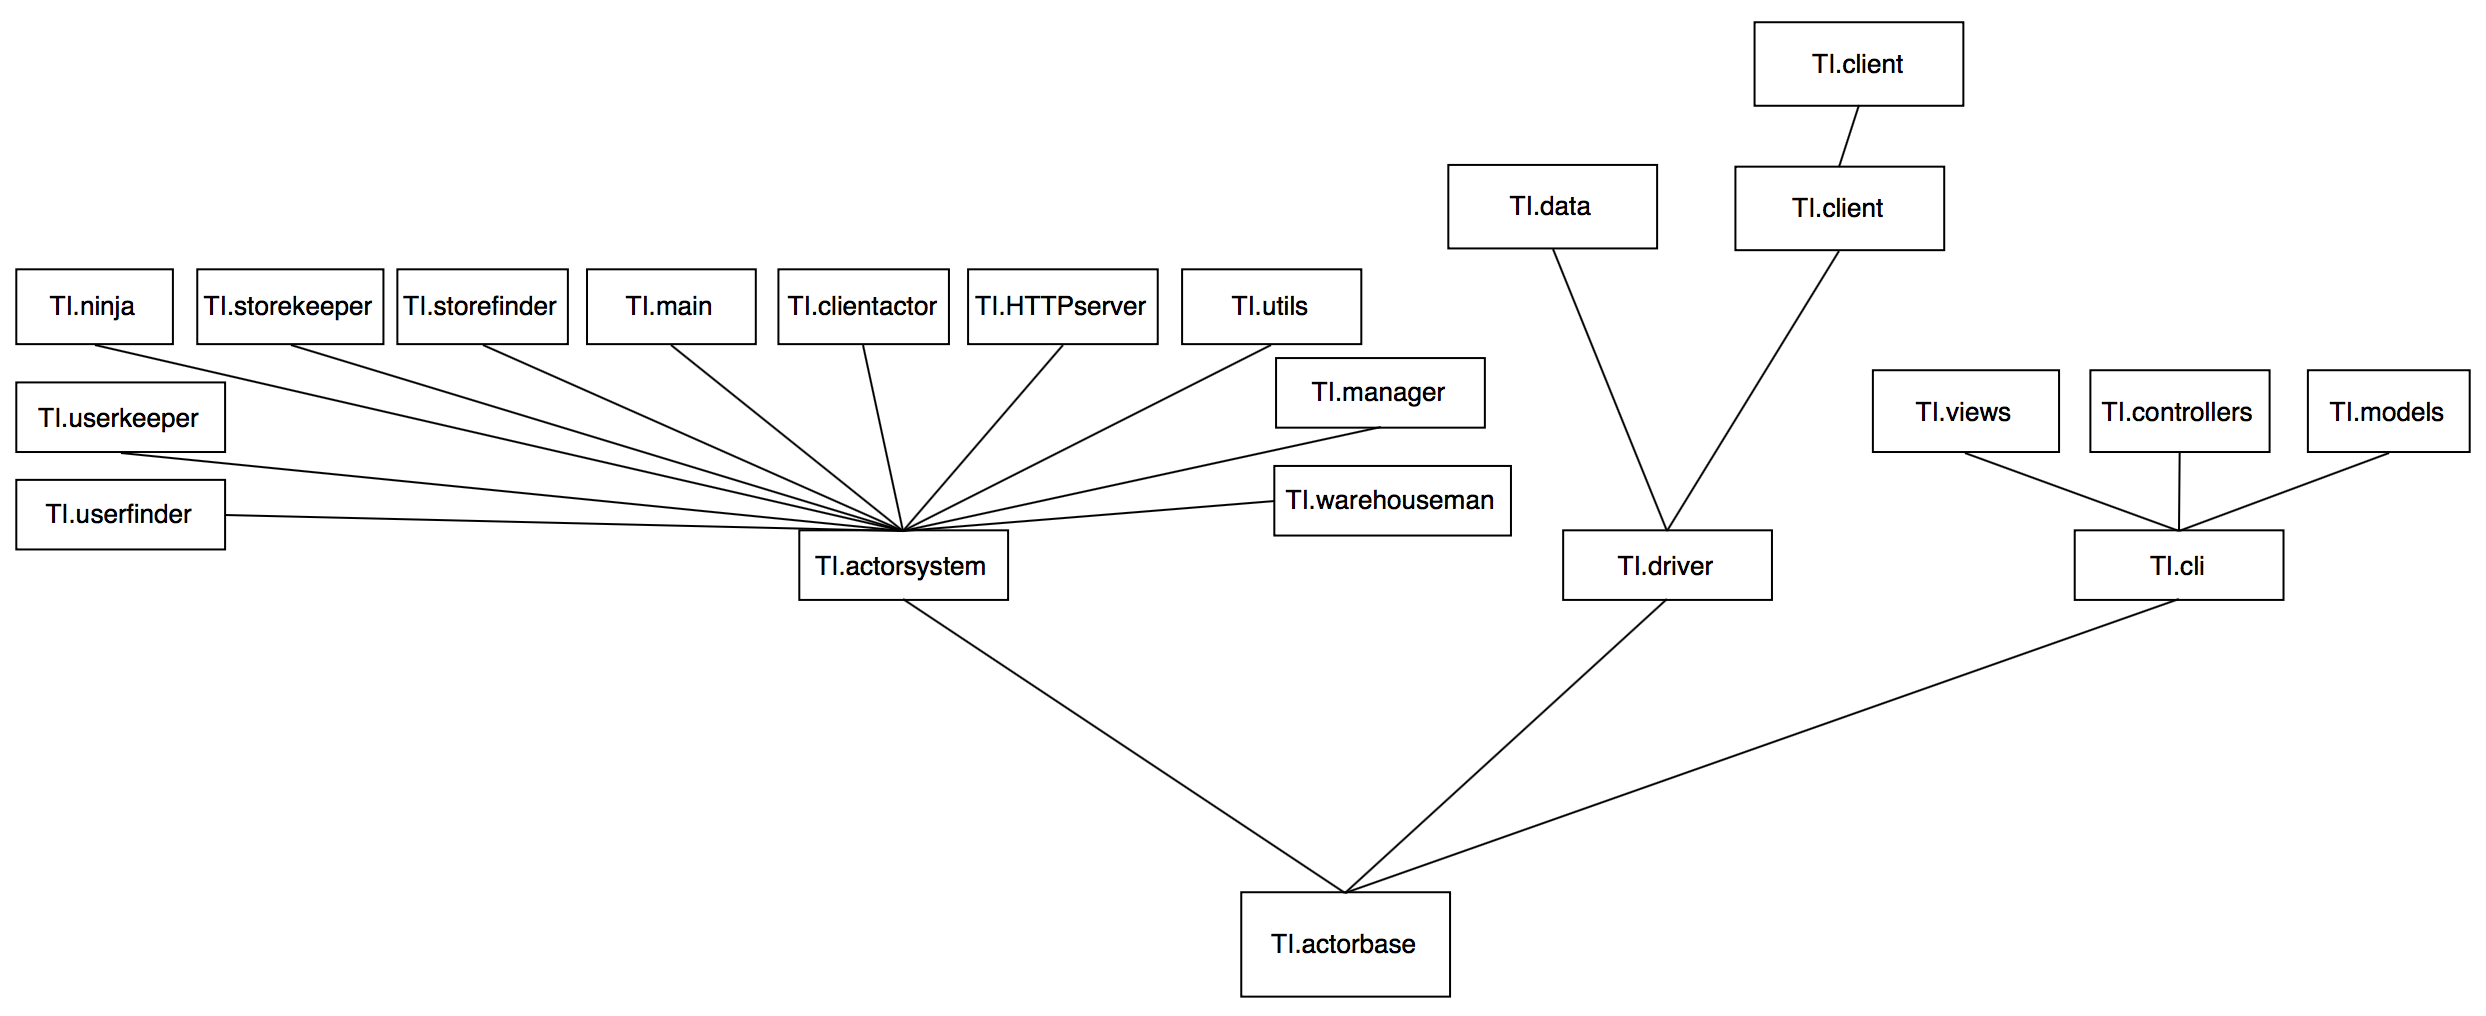 TI.client
TI.data
TI.client
TI.ninja
TI.storekeeper
TI.storefinder
TI.main
TI.clientactor
TI.HTTPserver
TI.utils
TI.manager
TI.userkeeper
TI.views
TI.controllers
TI.models
TI.warehouseman
TI.userfinder
TI.actorsystem
TI.driver
TI.cli
TI.actorbase